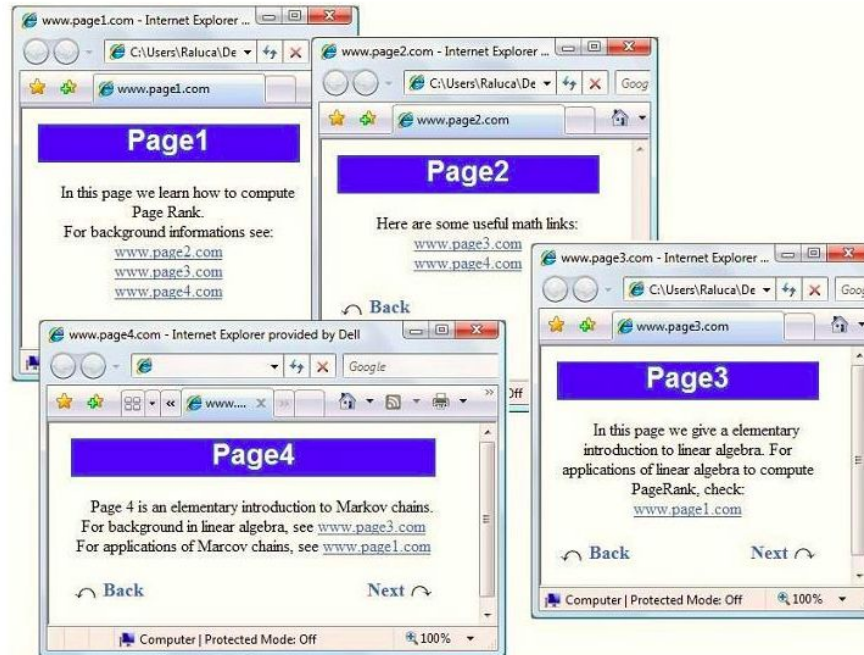 www.page1.com - Internet Explorer ...
C:\Users\Raluca\De
www.page1.com
Page1
In this page we learn how to compute
Page Rank.
For background informations see:
www.page2.com
www.page3.com
www.page4.com
www.page2.com - Internet Explorer ...
C:\Users\Raluca\De
Goog
www.page2.com
Page2
Here are some useful math links:
www.page3.com
www.page4.com
Back
Off
www.page3.com - Internet Explorer ...
C:\Users\Raluca\De
Goog
www.page3.com
Page3
In this page we give a elementary
introduction to linear algebra. For
applications of linear algebra to compute
PageRank, check:
www.page1.com
Back Next
Computer | Protected Mode: Off 100%
www.page4.com - Internet Explorer provided by Dell
Google
www....
Page4
Page 4 is an elementary introduction to Markov chains.
For background in linear algebra, see www.page3.com
For applications of Marcov chains, see www.page1.com
Back Next
Computer | Protected Mode: Off 100%